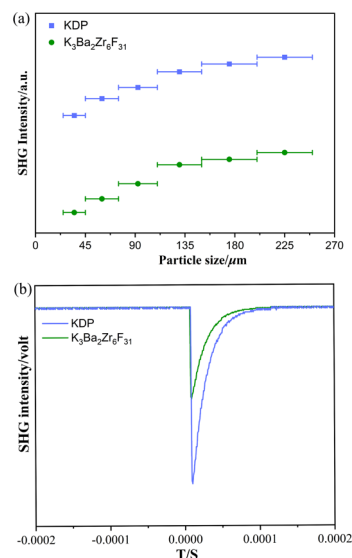 (a)
KDP
K₃Ba₂Zr₆F₃₁
SHG Intensity/a.u.
0 45 90 135 180 225 270
Particle size/μm
(b)
KDP
K₃Ba₂Zr₆F₃₁
SHG intensity/volt
-0.0002 -0.0001 0.0000 0.0001 0.0002
T/S